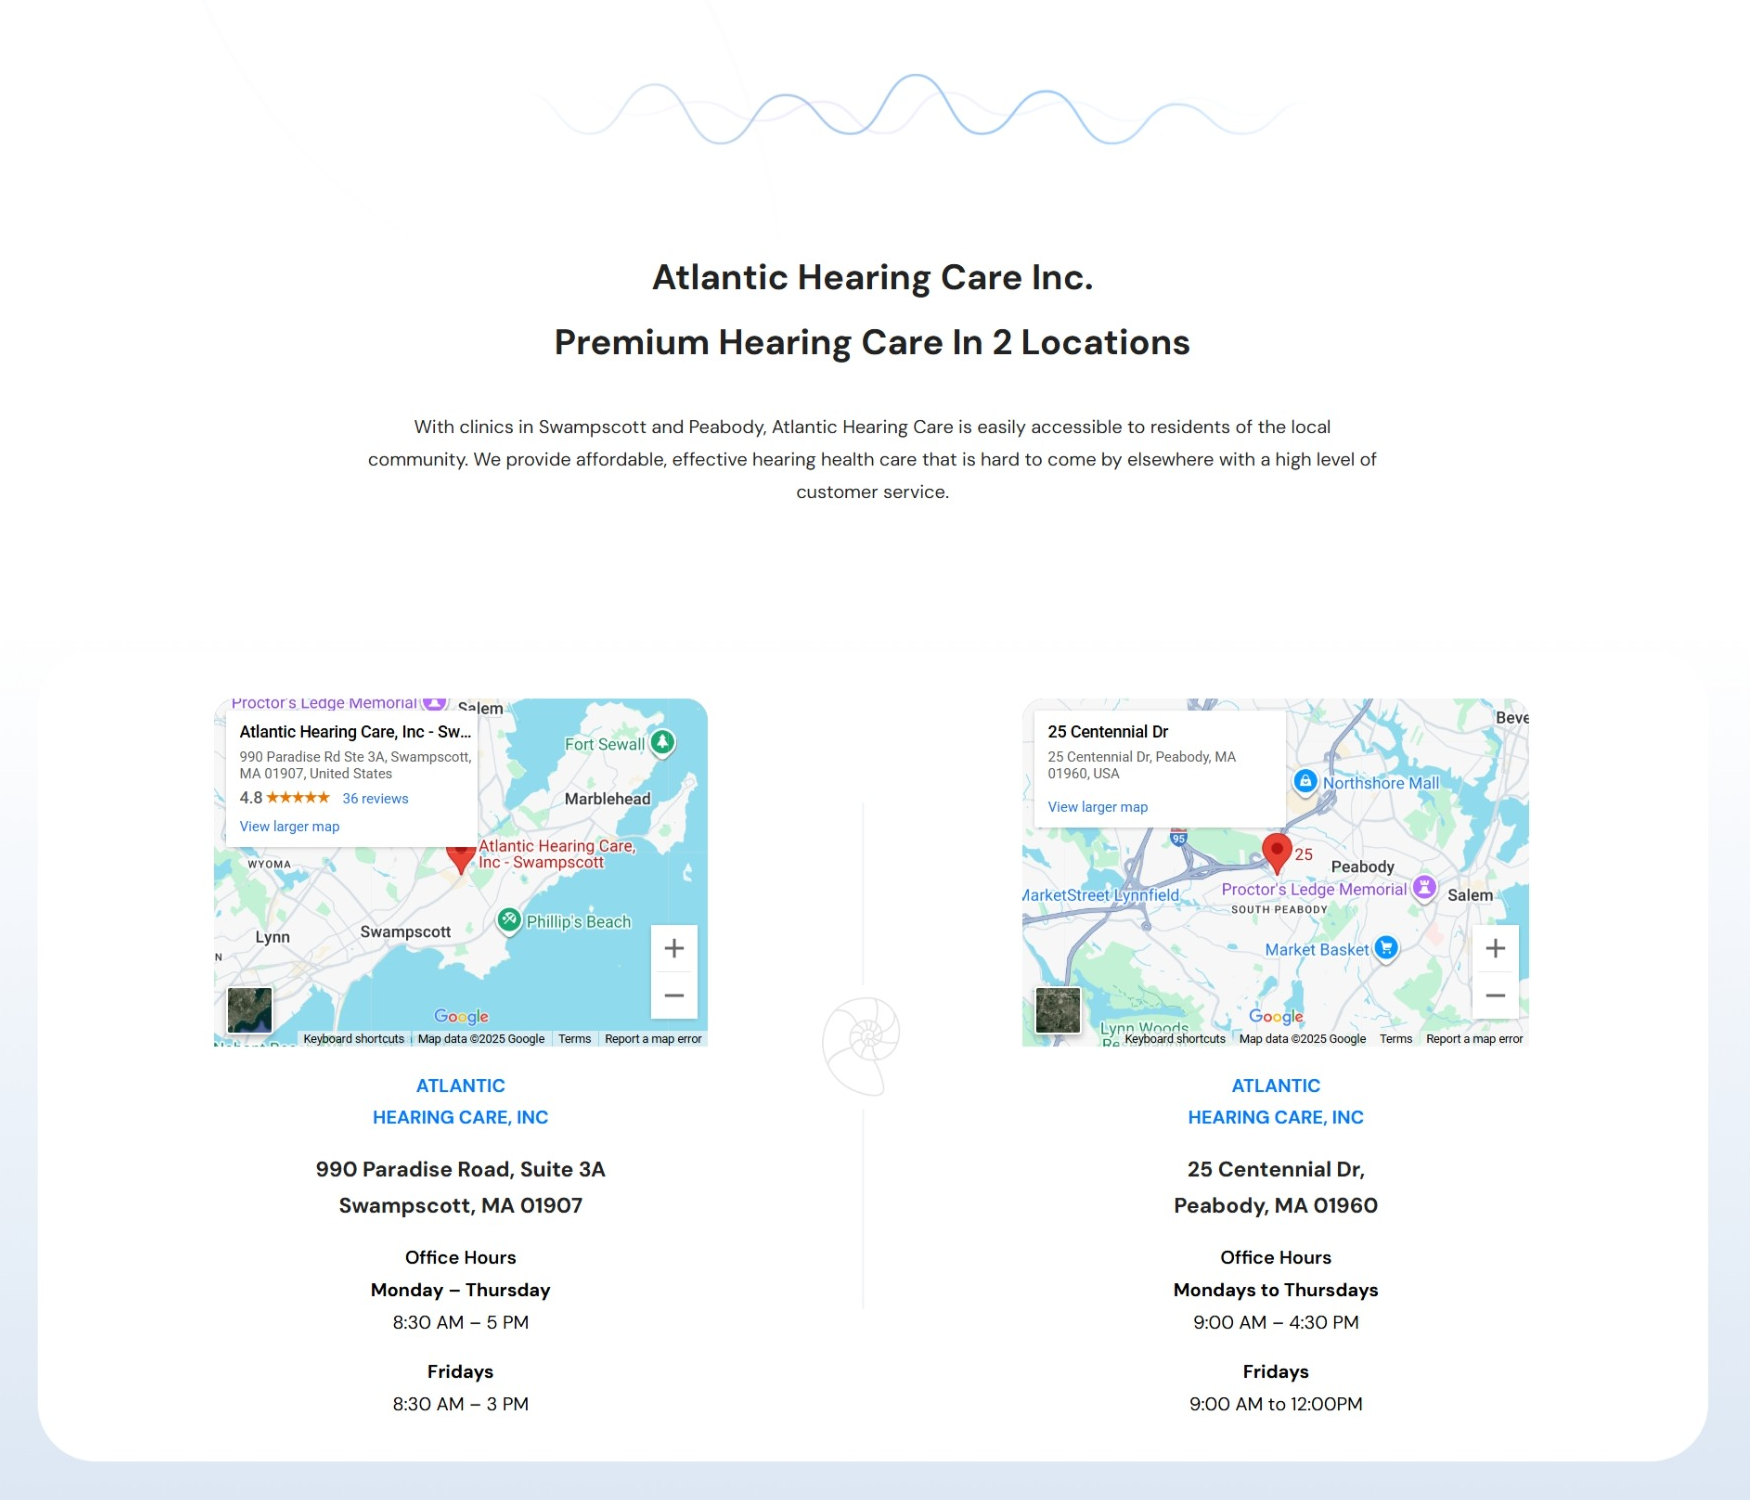 Atlantic Hearing Care Inc.
Premium Hearing Care In 2 Locations
With clinics in Swampscott and Peabody, Atlantic Hearing Care is easily accessible to residents of the local
community. We provide affordable, effective hearing health care that is hard to come by elsewhere with a high level of
customer service.
Proctor's Ledge Memorial
Salem
Atlantic Hearing Care, Inc - Sw...
990 Paradise Rd Ste 3A, Swampscott,
MA 01907, United States
4.8 ★★★★★ 36 reviews
View larger map
Fort Sewall
Marblehead
Atlantic Hearing Care,
Inc - Swampscott
WYOMA
Phillip's Beach
Swampscott
Lynn
N
+
−
Google
Keyboard shortcuts
Map data ©2025 Google
Terms
Report a map error
ATLANTIC
HEARING CARE, INC
990 Paradise Road, Suite 3A
Swampscott, MA 01907
Office Hours
Monday – Thursday
8:30 AM – 5 PM
Fridays
8:30 AM – 3 PM
Beve
25 Centennial Dr
25 Centennial Dr, Peabody, MA
01960, USA
View larger map
Northshore Mall
95
25
Peabody
MarketStreet Lynnfield
Proctor's Ledge Memorial
Salem
SOUTH PEABODY
Market Basket
+
−
Google
Lynn Woods
Keyboard shortcuts
Map data ©2025 Google
Terms
Report a map error
ATLANTIC
HEARING CARE, INC
25 Centennial Dr,
Peabody, MA 01960
Office Hours
Mondays to Thursdays
9:00 AM – 4:30 PM
Fridays
9:00 AM to 12:00PM